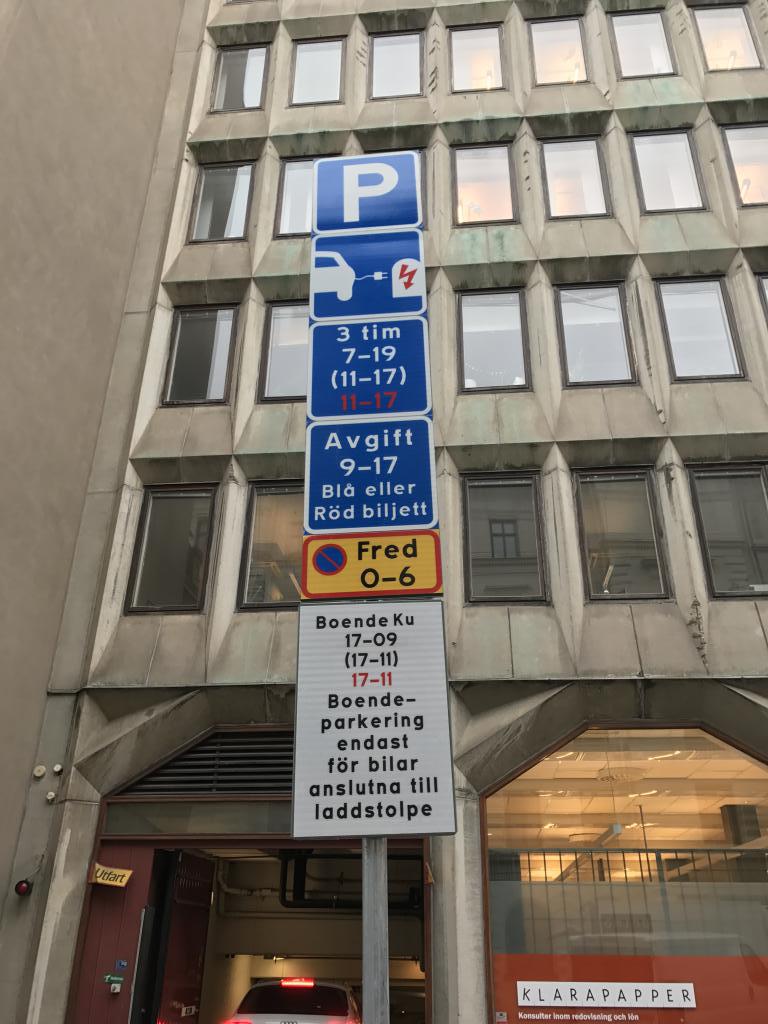 P
3 tim
7–19
(11–17)
11–17
Avgift
9–17
Blå eller
Röd biljett
Fred
0–6
Boende Ku
17–09
(17–11)
17–11
Boende-
parkering
endast
för bilar
anslutna till
laddstolpe
Utfart
KLARAPAPPER
Konsulter inom redovisning och lön